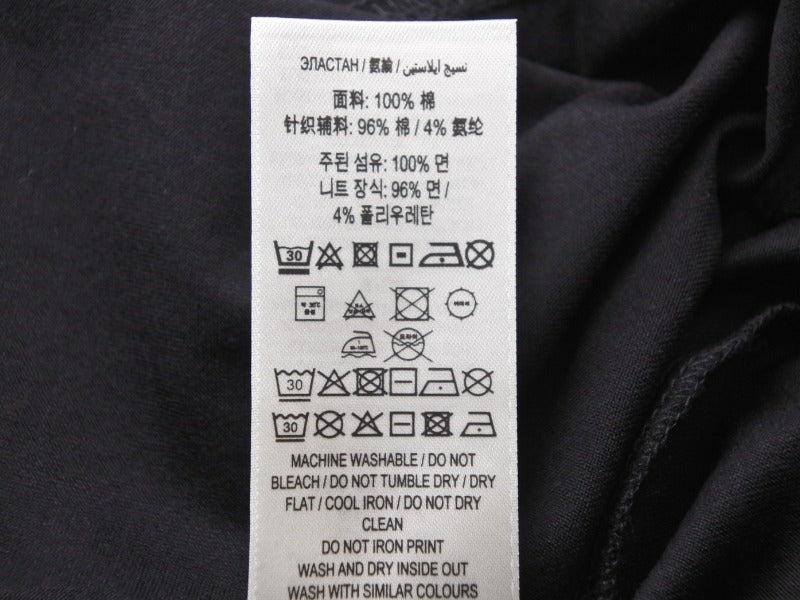 ЭЛАСТАН / 氨綸 / نسيج ايلاستين
面料: 100% 棉
针织辅料: 96% 棉 / 4% 氨纶
주된 섬유: 100% 면
니트 장식: 96% 면 /
4% 폴리우레탄
30
30
30
MACHINE WASHABLE / DO NOT
BLEACH / DO NOT TUMBLE DRY / DRY
FLAT / COOL IRON / DO NOT DRY
CLEAN
DO NOT IRON PRINT
WASH AND DRY INSIDE OUT
WASH WITH SIMILAR COLOURS